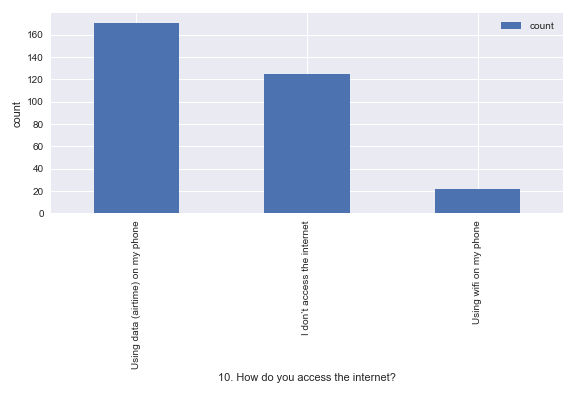 count
160
140
120
100
80
60
40
20
0
count
Using data (airtime) on my phone
I don't access the internet
Using wifi on my phone
10. How do you access the internet?